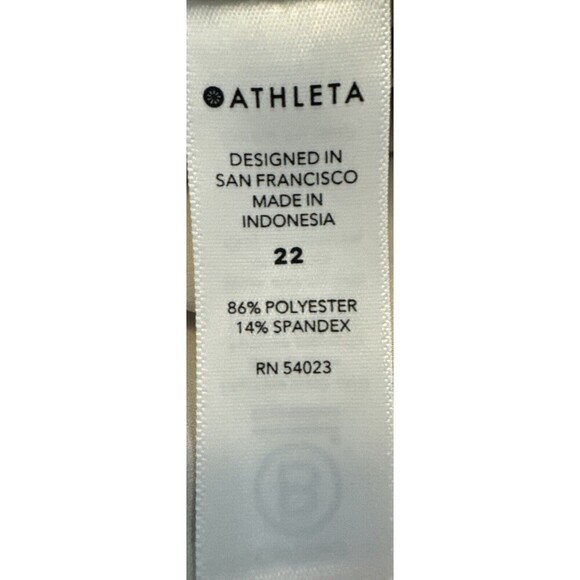 ATHLETA
DESIGNED IN
SAN FRANCISCO
MADE IN
INDONESIA
22
86% POLYESTER
14% SPANDEX
RN 54023
B